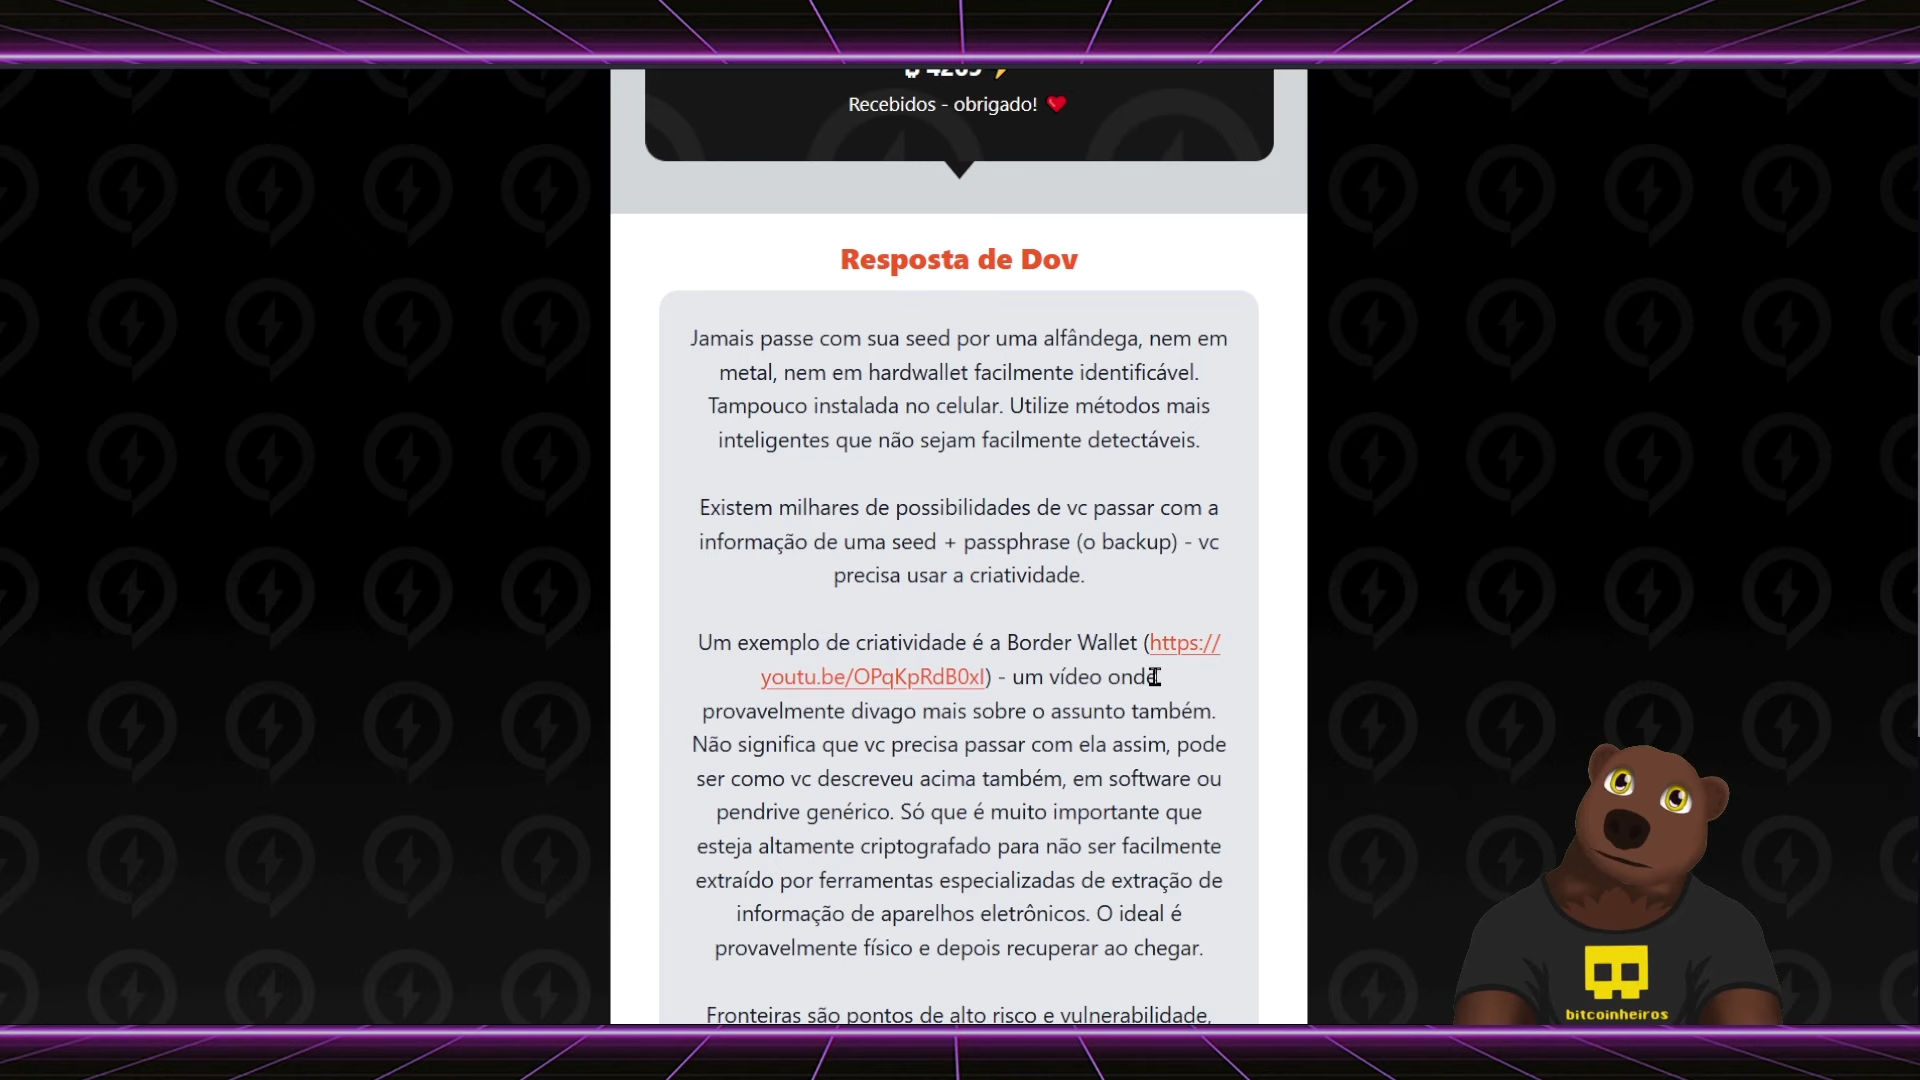 ₿ 4269 ⚡
Recebidos - obrigado! ❤️
Resposta de Dov
Jamais passe com sua seed por uma alfândega, nem em
metal, nem em hardwallet facilmente identificável.
Tampouco instalada no celular. Utilize métodos mais
inteligentes que não sejam facilmente detectáveis.
Existem milhares de possibilidades de vc passar com a
informação de uma seed + passphrase (o backup) - vc
precisa usar a criatividade.
Um exemplo de criatividade é a Border Wallet (https://
youtu.be/OPqKpRdB0xI) - um vídeo onde
provavelmente divago mais sobre o assunto também.
Não significa que vc precisa passar com ela assim, pode
ser como vc descreveu acima também, em software ou
pendrive genérico. Só que é muito importante que
esteja altamente criptografado para não ser facilmente
extraído por ferramentas especializadas de extração de
informação de aparelhos eletrônicos. O ideal é
provavelmente físico e depois recuperar ao chegar.
Fronteiras são pontos de alto risco e vulnerabilidade,
bitcoinheiros